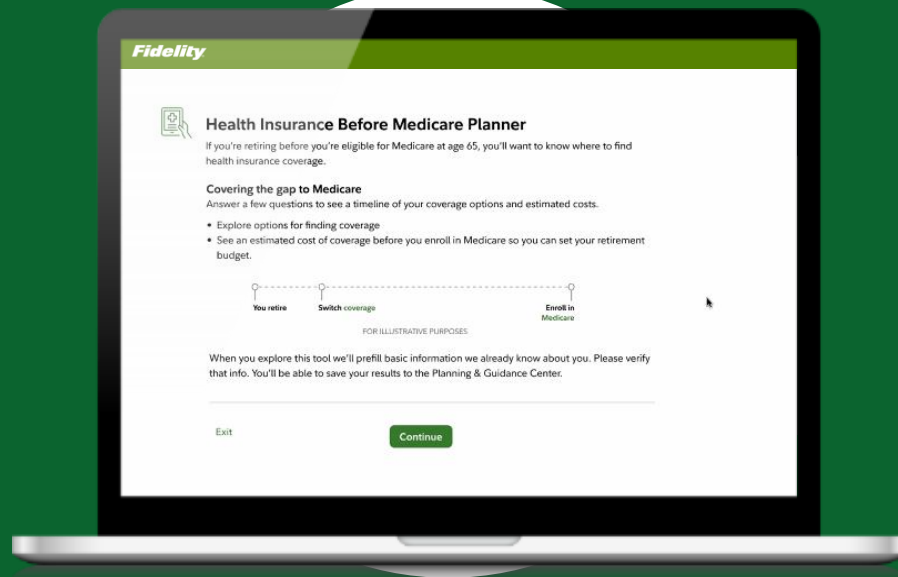 Fidelity
Health Insurance Before Medicare Planner
If you're retiring before you're eligible for Medicare at age 65, you'll want to know where to find
health insurance coverage.
Covering the gap to Medicare
Answer a few questions to see a timeline of your coverage options and estimated costs.
• Explore options for finding coverage
• See an estimated cost of coverage before you enroll in Medicare so you can set your retirement
budget.
You retire Switch coverage Enroll in
Medicare
FOR ILLUSTRATIVE PURPOSES
When you explore this tool we'll prefill basic information we already know about you. Please verify
that info. You'll be able to save your results to the Planning & Guidance Center.
Exit Continue